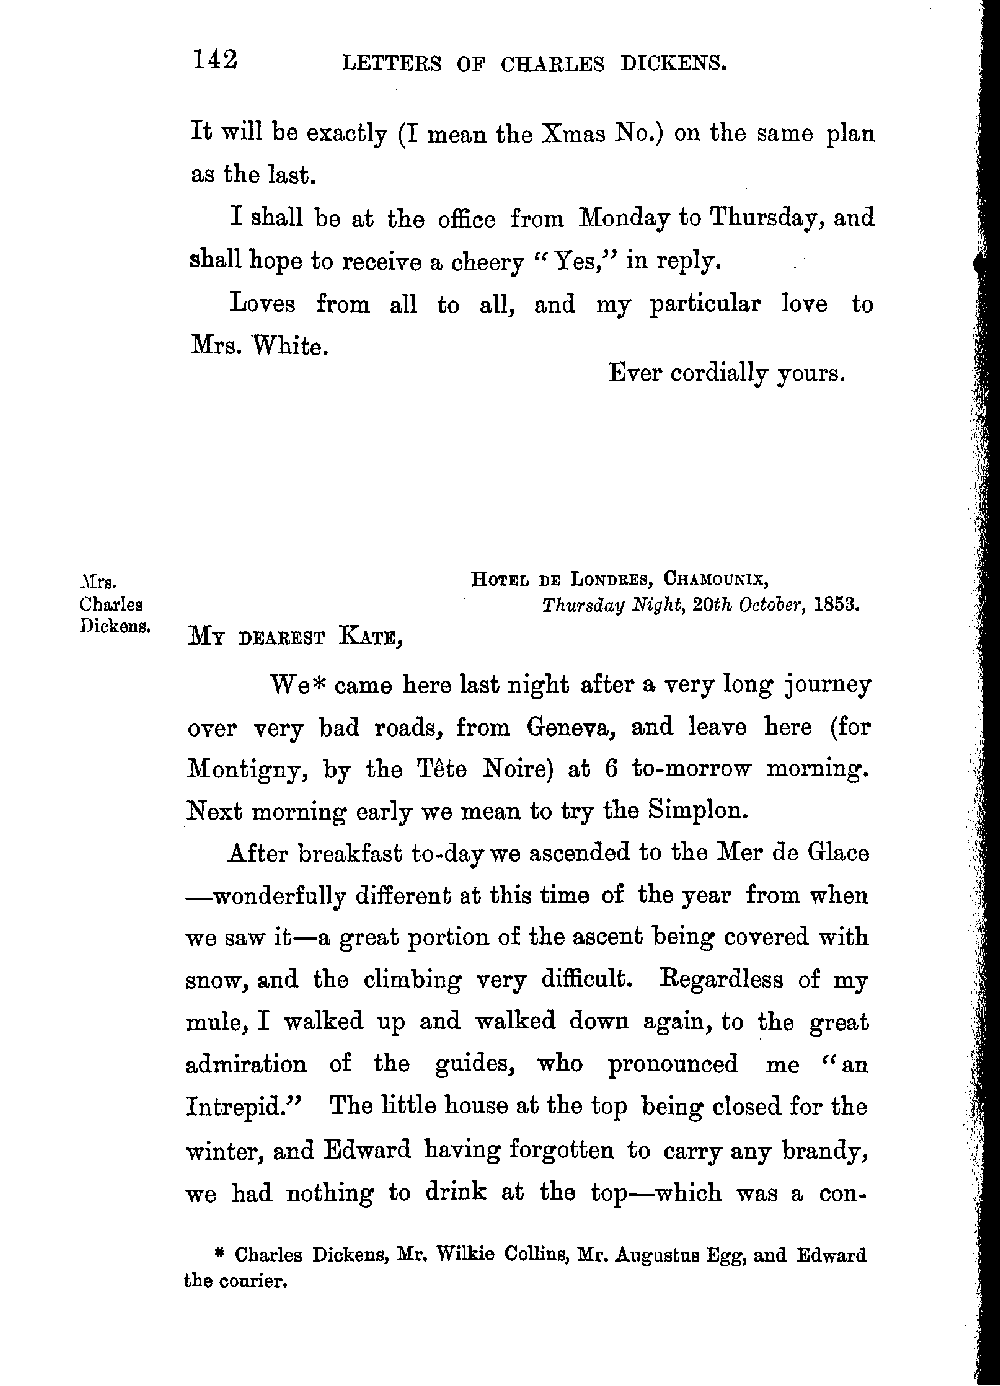 142 LETTERS OF CHARLES DICKENS.
It will be exactly (I mean the Xmas No.) on the same plan
as the last.
I shall be at the office from Monday to Thursday, and
shall hope to receive a cheery “Yes,” in reply.
Loves from all to all, and my particular love to
Mrs. White.
Ever cordially yours.
Mrs.
Charles
Dickens.
HOTEL DE LONDRES, CHAMOUNIX,
Thursday Night, 20th October, 1853.
MY DEAREST KATE,
We* came here last night after a very long journey
over very bad roads, from Geneva, and leave here (for
Montigny, by the Tête Noire) at 6 to-morrow morning.
Next morning early we mean to try the Simplon.
After breakfast to-day we ascended to the Mer de Glace
—wonderfully different at this time of the year from when
we saw it—a great portion of the ascent being covered with
snow, and the climbing very difficult. Regardless of my
mule, I walked up and walked down again, to the great
admiration of the guides, who pronounced me “an
Intrepid.” The little house at the top being closed for the
winter, and Edward having forgotten to carry any brandy,
we had nothing to drink at the top—which was a con-
* Charles Dickens, Mr. Wilkie Collins, Mr. Augustus Egg, and Edward
the courier.